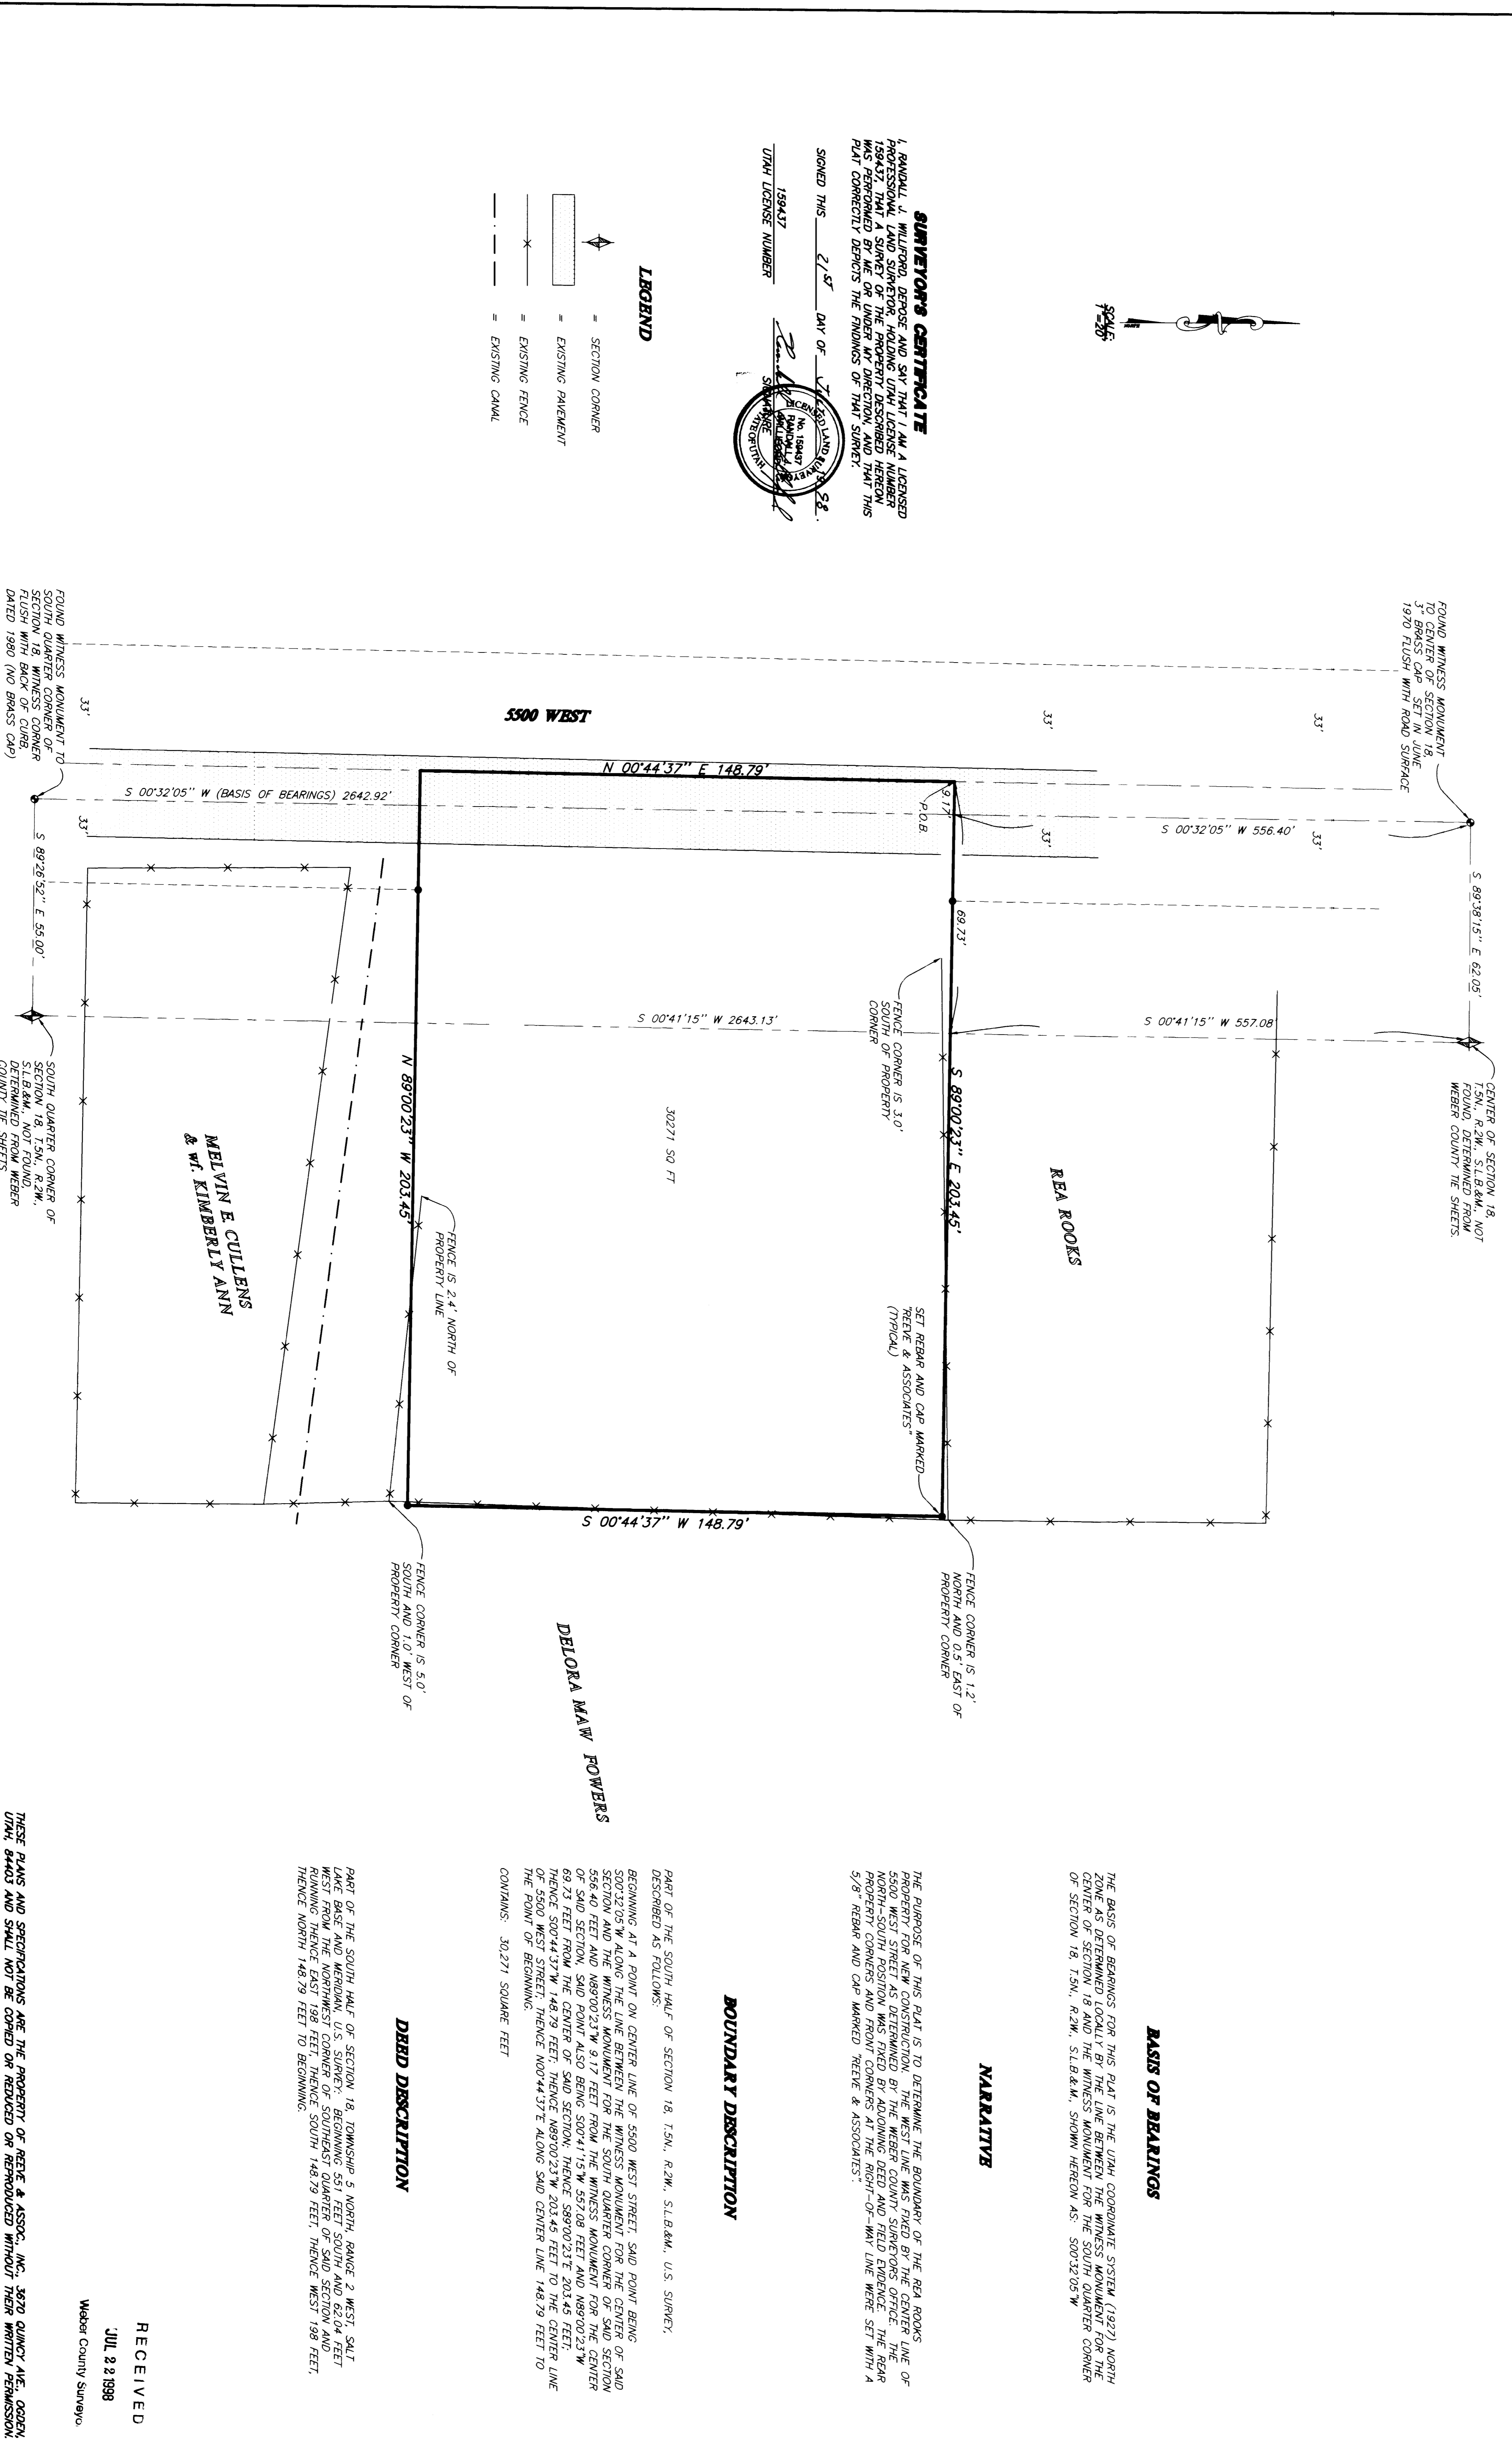 SCALE:
1"=20'
SURVEYOR'S CERTIFICATE
I, RANDALL J. WILLIFORD, DEPOSE AND SAY THAT I AM A LICENSED
PROFESSIONAL LAND SURVEYOR, HOLDING UTAH LICENSE NUMBER
159437, THAT A SURVEY OF THE PROPERTY DESCRIBED HEREON
WAS PERFORMED BY ME OR UNDER MY DIRECTION, AND THAT THIS
PLAT CORRECTLY DEPICTS THE FINDINGS OF THAT SURVEY.
SIGNED THIS 21ST DAY OF 1998.
159437
UTAH LICENSE NUMBER
SIGNATURE
LICENSED LAND SURVEYOR
No. 159437
RANDALL J.
STATE OF UTAH
LEGEND
= SECTION CORNER
= EXISTING PAVEMENT
= EXISTING FENCE
= EXISTING CANAL
FOUND WITNESS MONUMENT
TO CENTER OF SECTION 18,
3" BRASS CAP SET IN JUNE
1970 FLUSH WITH ROAD SURFACE
S 89°38'15" E 62.05'
CENTER OF SECTION 18,
T.5N., R.2W., S.L.B.&M., NOT
FOUND, DETERMINED FROM
WEBER COUNTY TIE SHEETS.
33'
33'
S 00°32'05" W 556.40'
S 00°41'15" W 557.08'
33'
33'
REA ROOKS
5500 WEST
N 00°44'37" E 148.79'
9.17'
P.O.B.
69.73'
S 89°00'23" E 203.45'
FENCE CORNER IS 3.0'
SOUTH OF PROPERTY
CORNER
SET REBAR AND CAP MARKED
"REEVE & ASSOCIATES"
(TYPICAL)
FENCE CORNER IS 1.2'
NORTH AND 0.5' EAST OF
PROPERTY CORNER
S 00°41'15" W 2643.13'
30271 SQ FT
S 00°44'37" W 148.79'
DELORA MAW FOWERS
S 00°32'05" W (BASIS OF BEARINGS) 2642.92'
FENCE IS 2.4' NORTH OF
PROPERTY LINE
N 89°00'23" W 203.45'
FENCE CORNER IS 5.0'
SOUTH AND 1.0' WEST OF
PROPERTY CORNER
MELVIN E. CULLENS
& wf. KIMBERLY ANN
33'
33'
FOUND WITNESS MONUMENT TO
SOUTH QUARTER CORNER OF
SECTION 18, WITNESS CORNER
FLUSH WITH BACK OF CURB,
DATED 1980 (NO BRASS CAP)
S 89°26'52" E 55.00'
SOUTH QUARTER CORNER OF
SECTION 18, T.5N., R.2W.,
S.L.B.&M., NOT FOUND,
DETERMINED FROM WEBER
COUNTY TIE SHEETS
BASIS OF BEARINGS
THE BASIS OF BEARINGS FOR THIS PLAT IS THE UTAH COORDINATE SYSTEM (1927) NORTH
ZONE AS DETERMINED LOCALLY BY THE LINE BETWEEN THE WITNESS MONUMENT FOR THE
CENTER OF SECTION 18 AND THE WITNESS MONUMENT FOR THE SOUTH QUARTER CORNER
OF SECTION 18, T.5N., R.2W., S.L.B.&M., SHOWN HEREON AS: S00°32'05"W
NARRATIVE
THE PURPOSE OF THIS PLAT IS TO DETERMINE THE BOUNDARY OF THE REA ROOKS
PROPERTY FOR NEW CONSTRUCTION. THE WEST LINE WAS FIXED BY THE CENTER LINE OF
5500 WEST STREET AS DETERMINED BY THE WEBER COUNTY SURVEYORS OFFICE. THE
NORTH-SOUTH POSITION WAS FIXED BY ADJOINING DEED AND FIELD EVIDENCE. THE REAR
PROPERTY CORNERS AND FRONT CORNERS AT THE RIGHT-OF-WAY LINE WERE SET WITH A
5/8" REBAR AND CAP MARKED "REEVE & ASSOCIATES".
BOUNDARY DESCRIPTION
PART OF THE SOUTH HALF OF SECTION 18, T.5N., R.2W., S.L.B.&M., U.S. SURVEY,
DESCRIBED AS FOLLOWS:
BEGINNING AT A POINT ON CENTER LINE OF 5500 WEST STREET, SAID POINT BEING
S00°32'05"W ALONG THE LINE BETWEEN THE WITNESS MONUMENT FOR THE CENTER OF SAID
SECTION AND THE WITNESS MONUMENT FOR THE SOUTH QUARTER CORNER OF SAID SECTION
556.40 FEET AND N89°00'23"W 9.17 FEET FROM THE WITNESS MONUMENT FOR THE CENTER
OF SAID SECTION, SAID POINT ALSO BEING S00°41'15"W 557.08 FEET AND N89°00'23"W
69.73 FEET FROM THE CENTER OF SAID SECTION; THENCE S89°00'23"E 203.45 FEET;
THENCE S00°44'37"W 148.79 FEET; THENCE N89°00'23"W 203.45 FEET TO THE CENTER LINE
OF 5500 WEST STREET; THENCE N00°44'37"E ALONG SAID CENTER LINE 148.79 FEET TO
THE POINT OF BEGINNING.
CONTAINS: 30,271 SQUARE FEET
DEED DESCRIPTION
PART OF THE SOUTH HALF OF SECTION 18, TOWNSHIP 5 NORTH, RANGE 2 WEST, SALT
LAKE BASE AND MERIDIAN, U.S. SURVEY: BEGINNING 551 FEET SOUTH AND 62.04 FEET
WEST FROM THE NORTHWEST CORNER OF SOUTHEAST QUARTER OF SAID SECTION AND
RUNNING THENCE EAST 198 FEET, THENCE SOUTH 148.79 FEET, THENCE WEST 198 FEET,
THENCE NORTH 148.79 FEET TO BEGINNING.
RECEIVED
JUL 22 1998
Weber County Surveyo
THESE PLANS AND SPECIFICATIONS ARE THE PROPERTY OF REEVE & ASSOC., INC., 3670 QUINCY AVE., OGDEN,
UTAH, 84403 AND SHALL NOT BE COPIED OR REDUCED OR REPRODUCED WITHOUT THEIR WRITTEN PERMISSION.